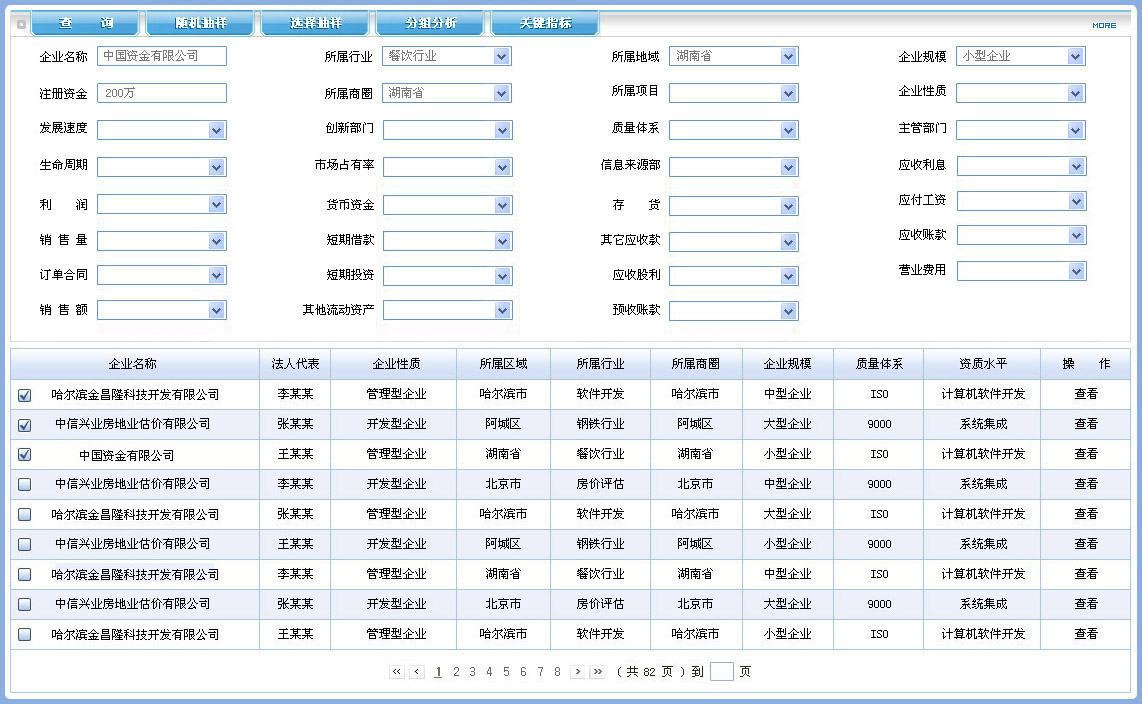 查 询 随机抽样 选择抽样 分组分析 关键指标 MORE
企业名称 中国资金有限公司 所属行业 餐饮行业 所属地域 湖南省 企业规模 小型企业
注册资金 200万 所属商圈 湖南省 所属项目 企业性质
发展速度 创新部门 质量体系 主管部门
生命周期 市场占有率 信息来源部 应收利息
利 润 货币资金 存 货 应付工资
销 售 量 短期借款 其它应收款 应收账款
订单合同 短期投资 应收股利 营业费用
销 售 额 其他流动资产 预收账款
企业名称 法人代表 企业性质 所属区域 所属行业 所属商圈 企业规模 质量体系 资质水平 操 作
哈尔滨金昌隆科技开发有限公司 李某某 管理型企业 哈尔滨市 软件开发 哈尔滨市 中型企业 ISO 计算机软件开发 查看
中信兴业房地业估价有限公司 张某某 开发型企业 阿城区 钢铁行业 阿城区 大型企业 9000 系统集成 查看
中国资金有限公司 王某某 管理型企业 湖南省 餐饮行业 湖南省 小型企业 ISO 计算机软件开发 查看
中信兴业房地业估价有限公司 李某某 开发型企业 北京市 房价评估 北京市 中型企业 9000 系统集成 查看
哈尔滨金昌隆科技开发有限公司 张某某 管理型企业 哈尔滨市 软件开发 哈尔滨市 大型企业 ISO 计算机软件开发 查看
中信兴业房地业估价有限公司 王某某 开发型企业 阿城区 钢铁行业 阿城区 小型企业 9000 系统集成 查看
哈尔滨金昌隆科技开发有限公司 李某某 管理型企业 湖南省 餐饮行业 湖南省 中型企业 ISO 计算机软件开发 查看
中信兴业房地业估价有限公司 张某某 开发型企业 北京市 房价评估 北京市 大型企业 9000 系统集成 查看
哈尔滨金昌隆科技开发有限公司 王某某 管理型企业 哈尔滨市 软件开发 哈尔滨市 小型企业 ISO 计算机软件开发 查看
‹‹ ‹ 1 2 3 4 5 6 7 8 › ›› ( 共 82 页 ) 到 页